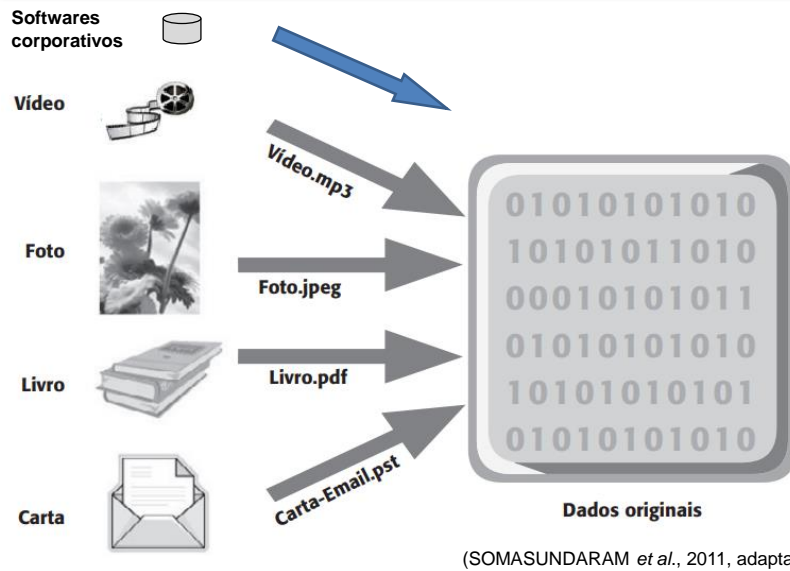 Softwares
corporativos
Vídeo
Vídeo.mp3
Foto
Foto.jpeg
Livro
Livro.pdf
Carta
Carta-Email.pst
01010101010
10101011010
00010101011
01010101010
10101010101
01010101010
Dados originais
(SOMASUNDARAM et al., 2011, adapta